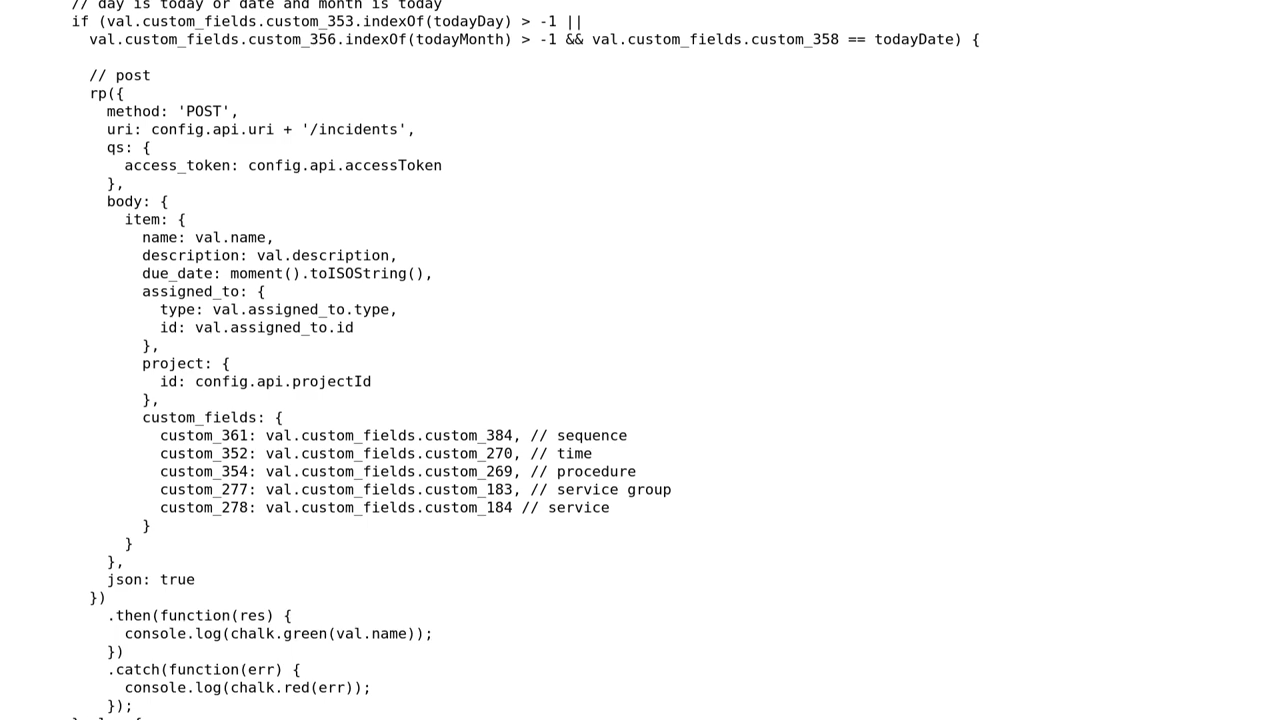 // day is today or date and month is today
if (val.custom_fields.custom_353.indexOf(todayDay) > -1 ||
val.custom_fields.custom_356.indexOf(todayMonth) > -1 && val.custom_fields.custom_358 == todayDate) {
// post
rp({
method: 'POST',
uri: config.api.uri + '/incidents',
qs: {
access_token: config.api.accessToken
},
body: {
item: {
name: val.name,
description: val.description,
due_date: moment().toISOString(),
assigned_to: {
type: val.assigned_to.type,
id: val.assigned_to.id
},
project: {
id: config.api.projectId
},
custom_fields: {
custom_361: val.custom_fields.custom_384, // sequence
custom_352: val.custom_fields.custom_270, // time
custom_354: val.custom_fields.custom_269, // procedure
custom_277: val.custom_fields.custom_183, // service group
custom_278: val.custom_fields.custom_184 // service
}
}
},
json: true
})
.then(function(res) {
console.log(chalk.green(val.name));
})
.catch(function(err) {
console.log(chalk.red(err));
});